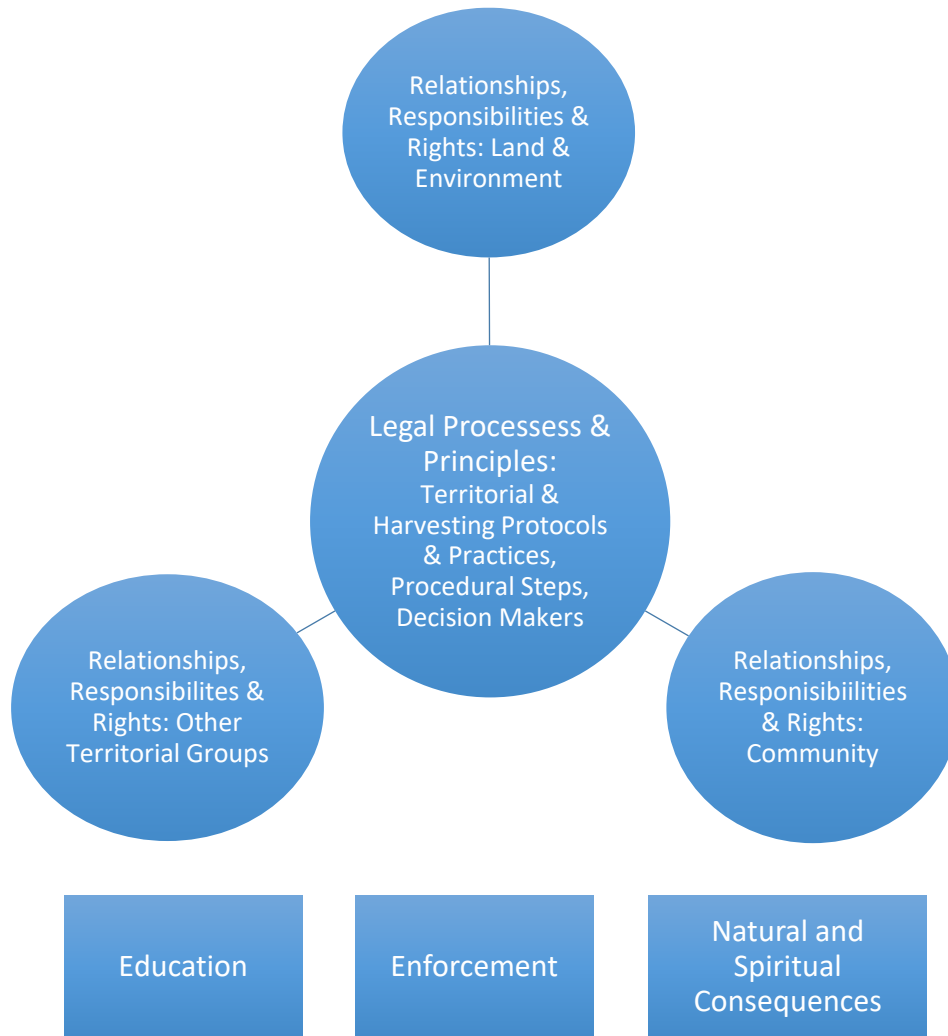 Relationships,
Responsibilities &
Rights: Land &
Environment
Legal Processess &
Principles:
Territorial &
Harvesting Protocols
& Practices,
Procedural Steps,
Decision Makers
Relationships,
Responsibilites &
Rights: Other
Territorial Groups
Relationships,
Responisibiilities
& Rights:
Community
Education
Enforcement
Natural and
Spiritual
Consequences